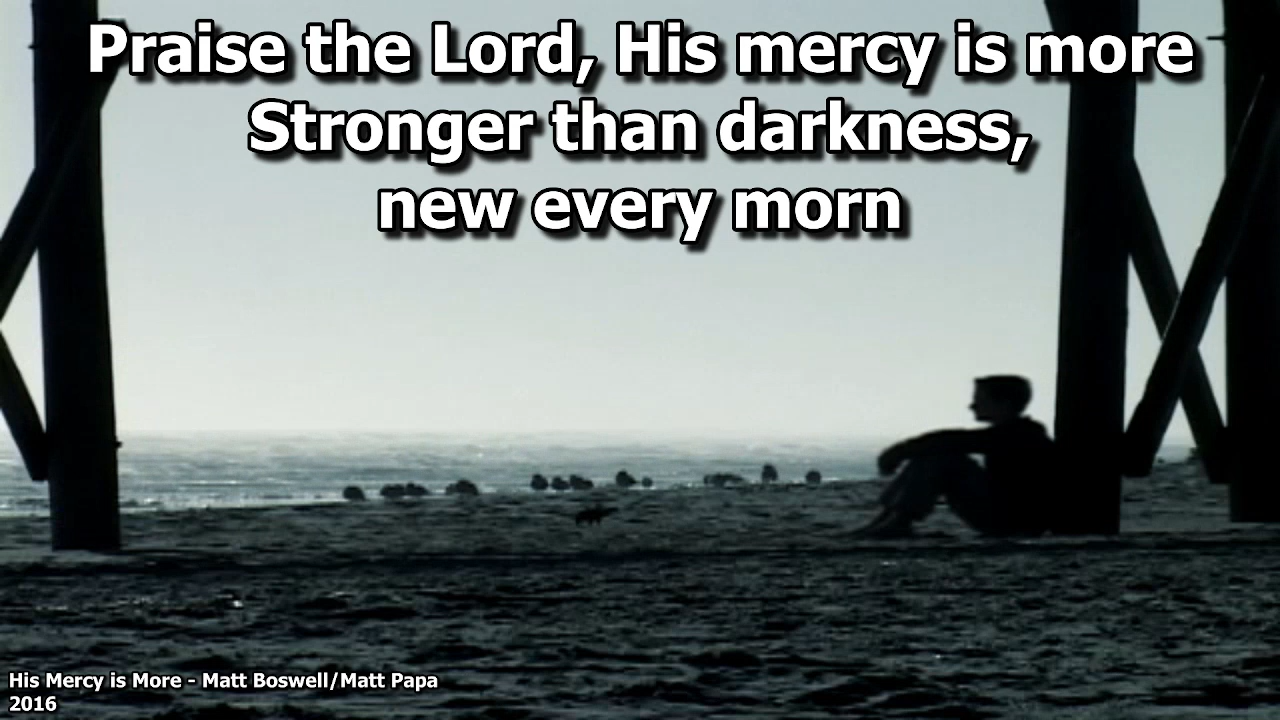 Praise the Lord, His mercy is more
Stronger than darkness,
new every morn
His Mercy is More - Matt Boswell/Matt Papa
2016